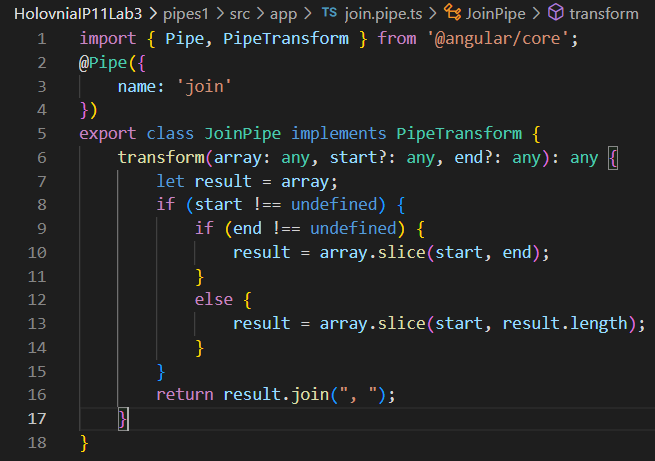 HolovniaIP11Lab3 > pipes1 > src > app > TS join.pipe.ts > JoinPipe > transform
1 import { Pipe, PipeTransform } from '@angular/core';
2 @Pipe({
3     name: 'join'
4 })
5 export class JoinPipe implements PipeTransform {
6     transform(array: any, start?: any, end?: any): any {
7         let result = array;
8         if (start !== undefined) {
9             if (end !== undefined) {
10                 result = array.slice(start, end);
11             }
12             else {
13                 result = array.slice(start, result.length);
14             }
15         }
16         return result.join(", ");
17     }
18 }